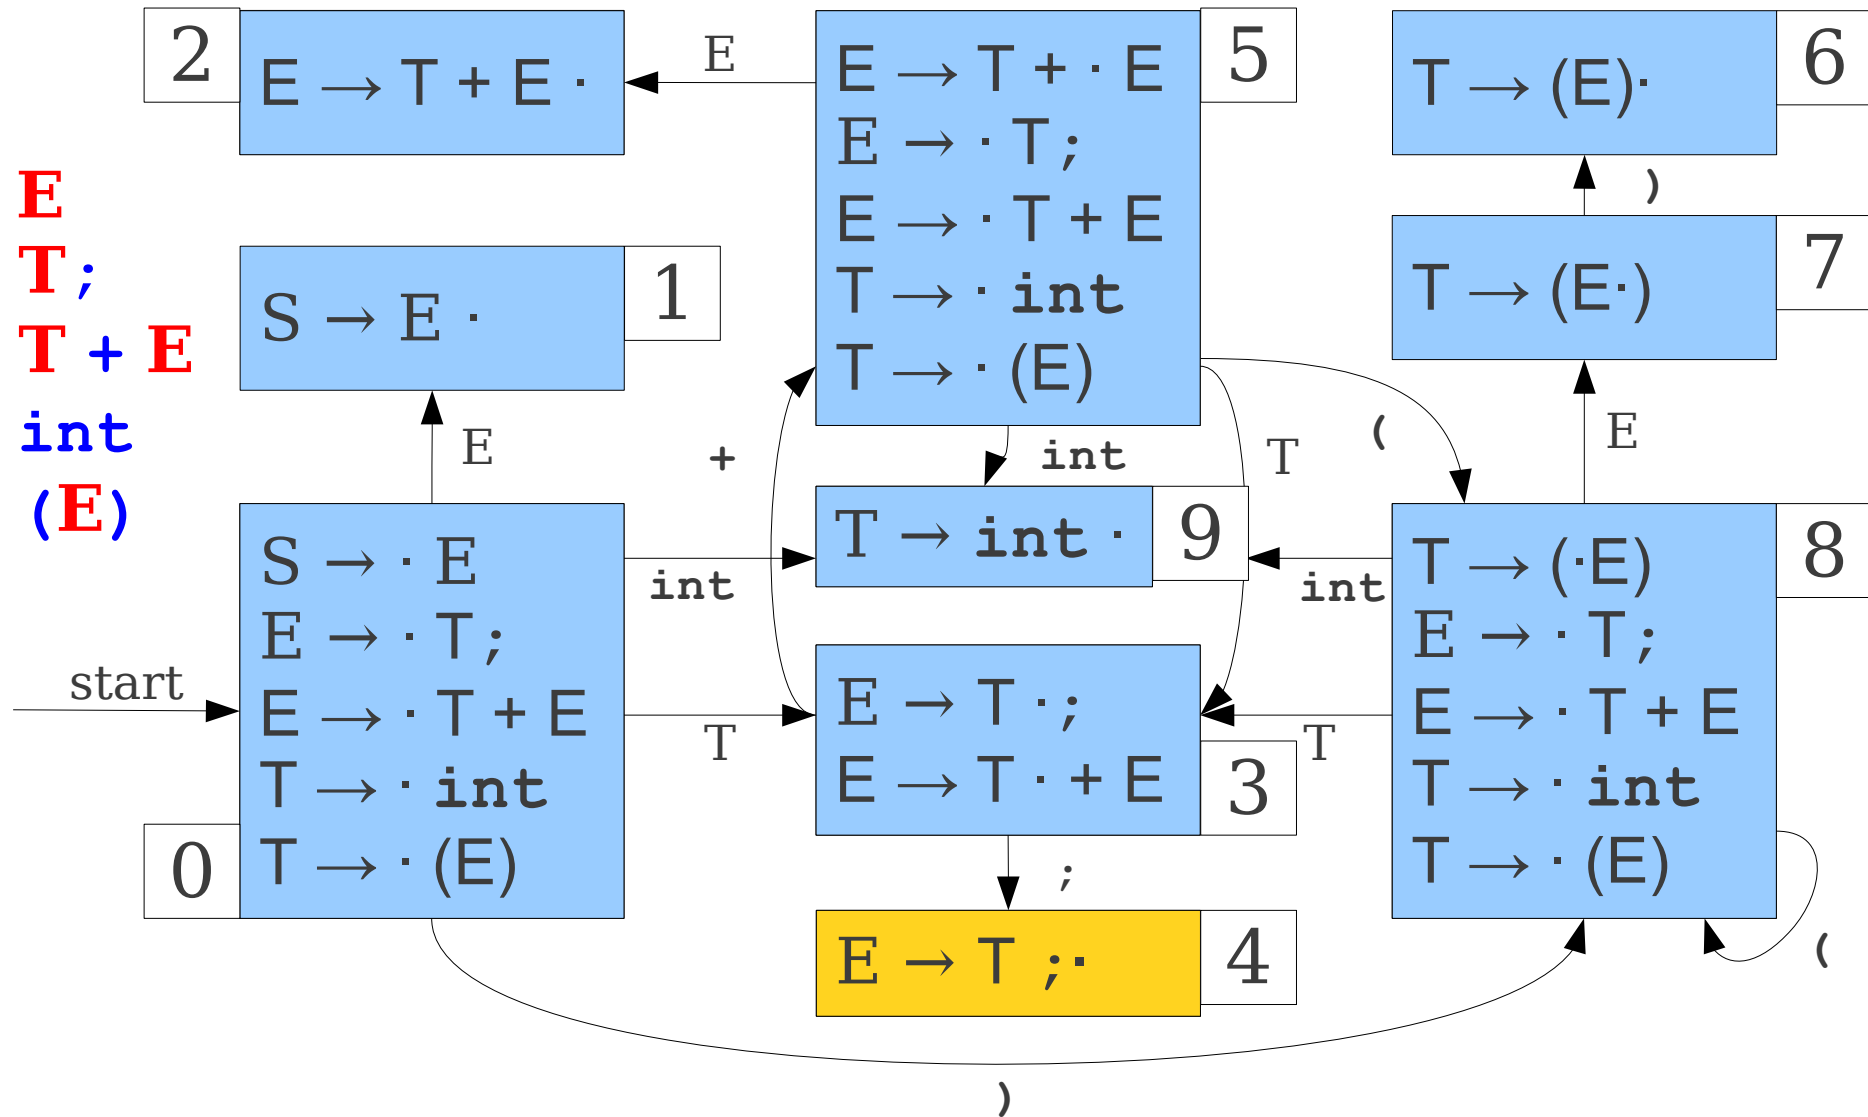 2
E → T + E ·
E
5
E → T + · E
E → · T ;
E → · T + E
T → · int
T → · (E)
6
T → (E)·
)
7
T → (E·)
E
T ;
T + E
int
(E)
1
S → E ·
E
+
int
T
(
E
9
T → int ·
0
S → · E
E → · T ;
E → · T + E
T → · int
T → · (E)
start
int
T
int
T
3
E → T · ;
E → T · + E
;
4
E → T ; ·
8
T → (·E)
E → · T ;
E → · T + E
T → · int
T → · (E)
(
)